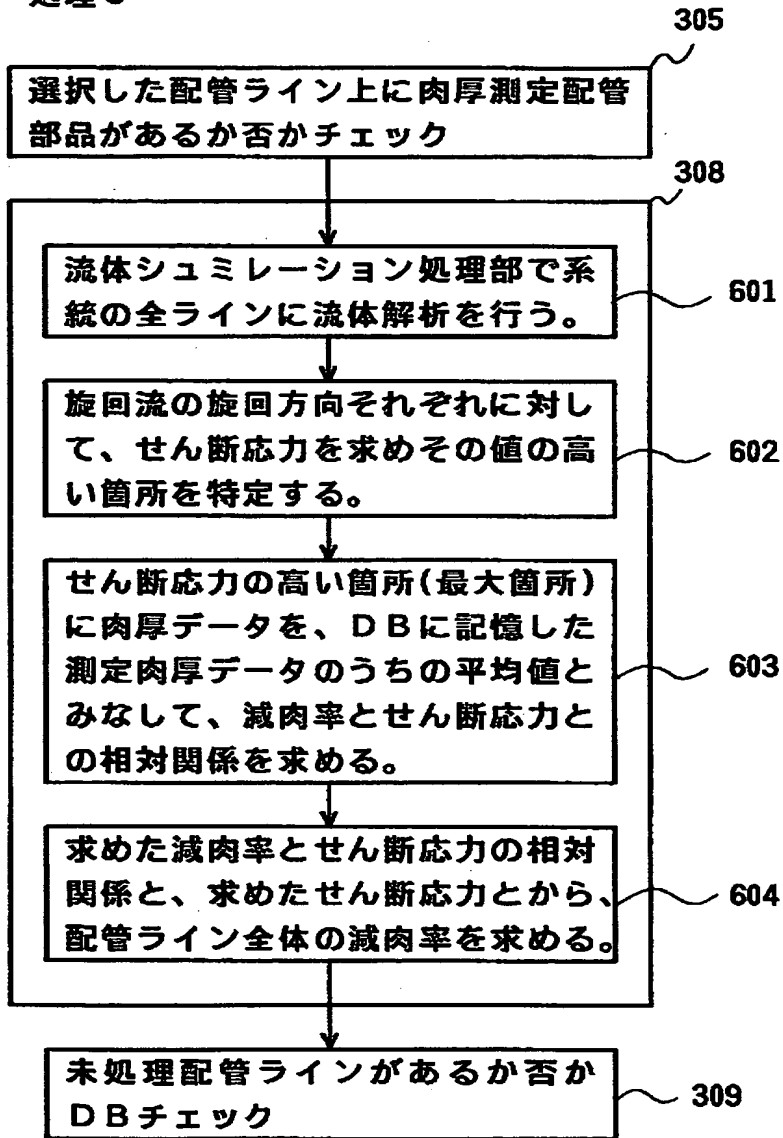 305
選択した配管ライン上に肉厚測定配管
部品があるか否かチェック
308
流体シュミレーション処理部で系
統の全ラインに流体解析を行う。
601
旋回流の旋回方向それぞれに対し
て、せん断応力を求めその値の高
い箇所を特定する。
602
せん断応力の高い箇所(最大箇所)
に肉厚データを、DBに記憶した
測定肉厚データのうちの平均値と
みなして、減肉率とせん断応力と
の相対関係を求める。
603
求めた減肉率とせん断応力の相対
関係と、求めたせん断応力とから、
配管ライン全体の減肉率を求める。
604
未処理配管ラインがあるか否か
DBチェック
309